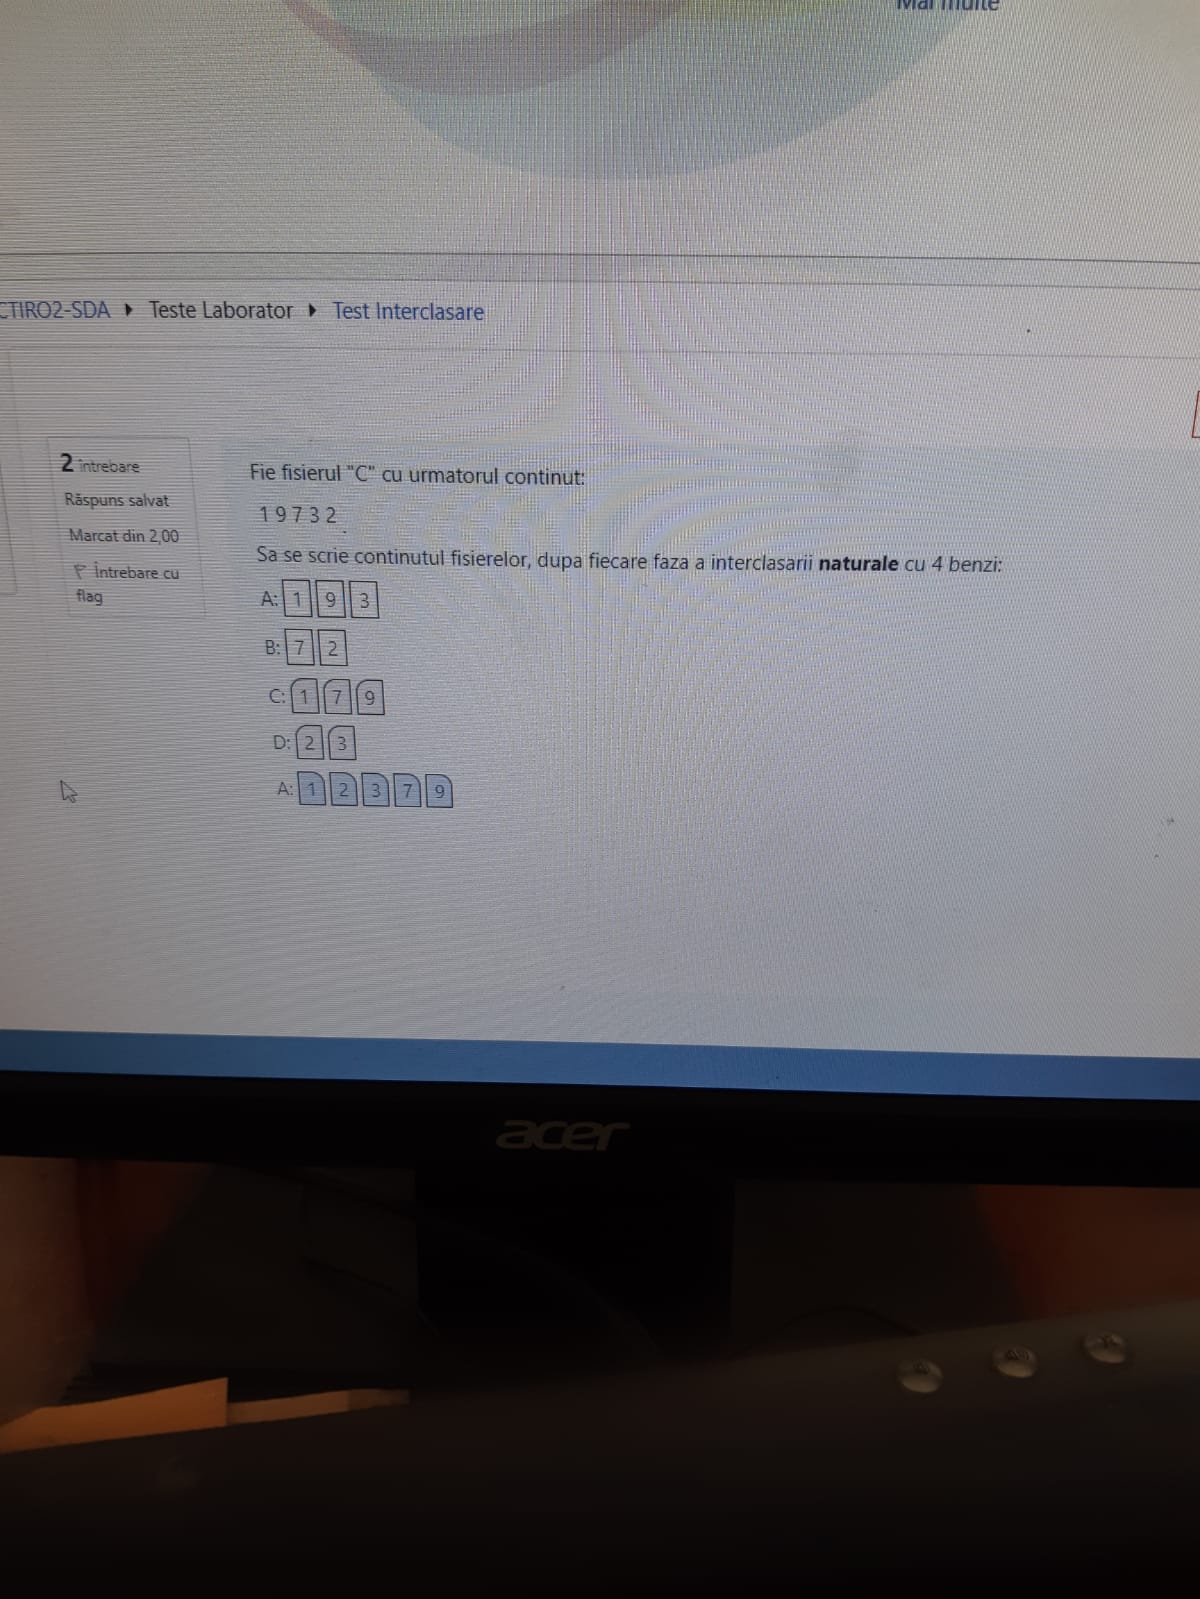 Mai multe
CTIRO2-SDA ▸ Teste Laborator ▸ Test Interclasare
2 întrebare
Răspuns salvat
Marcat din 2,00
Întrebare cu
flag
Fie fisierul "C" cu urmatorul continut:
1 9 7 3 2
Sa se scrie continutul fisierelor, dupa fiecare faza a interclasarii naturale cu 4 benzi:
A: 1 9 3
B: 7 2
C: 1 7 9
D: 2 3
A: 1 2 3 7 9
acer